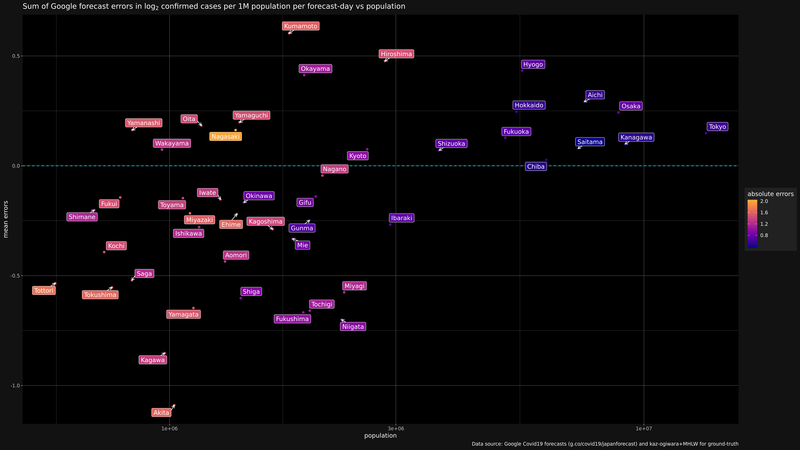 Sum of Google forecast errors in log₂ confirmed cases per 1M population per forecast-day vs population
Kumamoto
Hiroshima
0.5
Okayama
Hyogo
Aichi
Hokkaido
Osaka
Yamanashi
Oita
Yamaguchi
Tokyo
Nagasaki
Fukuoka
Wakayama
Shizuoka
Saitama
Kanagawa
Kyoto
0.0
Nagano
Chiba
absolute errors
2.0
1.6
1.2
0.8
mean errors
Iwate
Okinawa
Fukui
Toyama
Gifu
Shimane
Miyazaki
Ehime
Kagoshima
Ibaraki
Ishikawa
Gunma
Kochi
Mie
Aomori
-0.5
Saga
Tottori
Tokushima
Shiga
Miyagi
Tochigi
Yamagata
Fukushima
Niigata
Kagawa
-1.0
Akita
1e+06
3e+06
1e+07
population
Data source: Google Covid19 forecasts (g.co/covid19/japanforecast) and kaz-ogiwara+MHLW for ground-truth